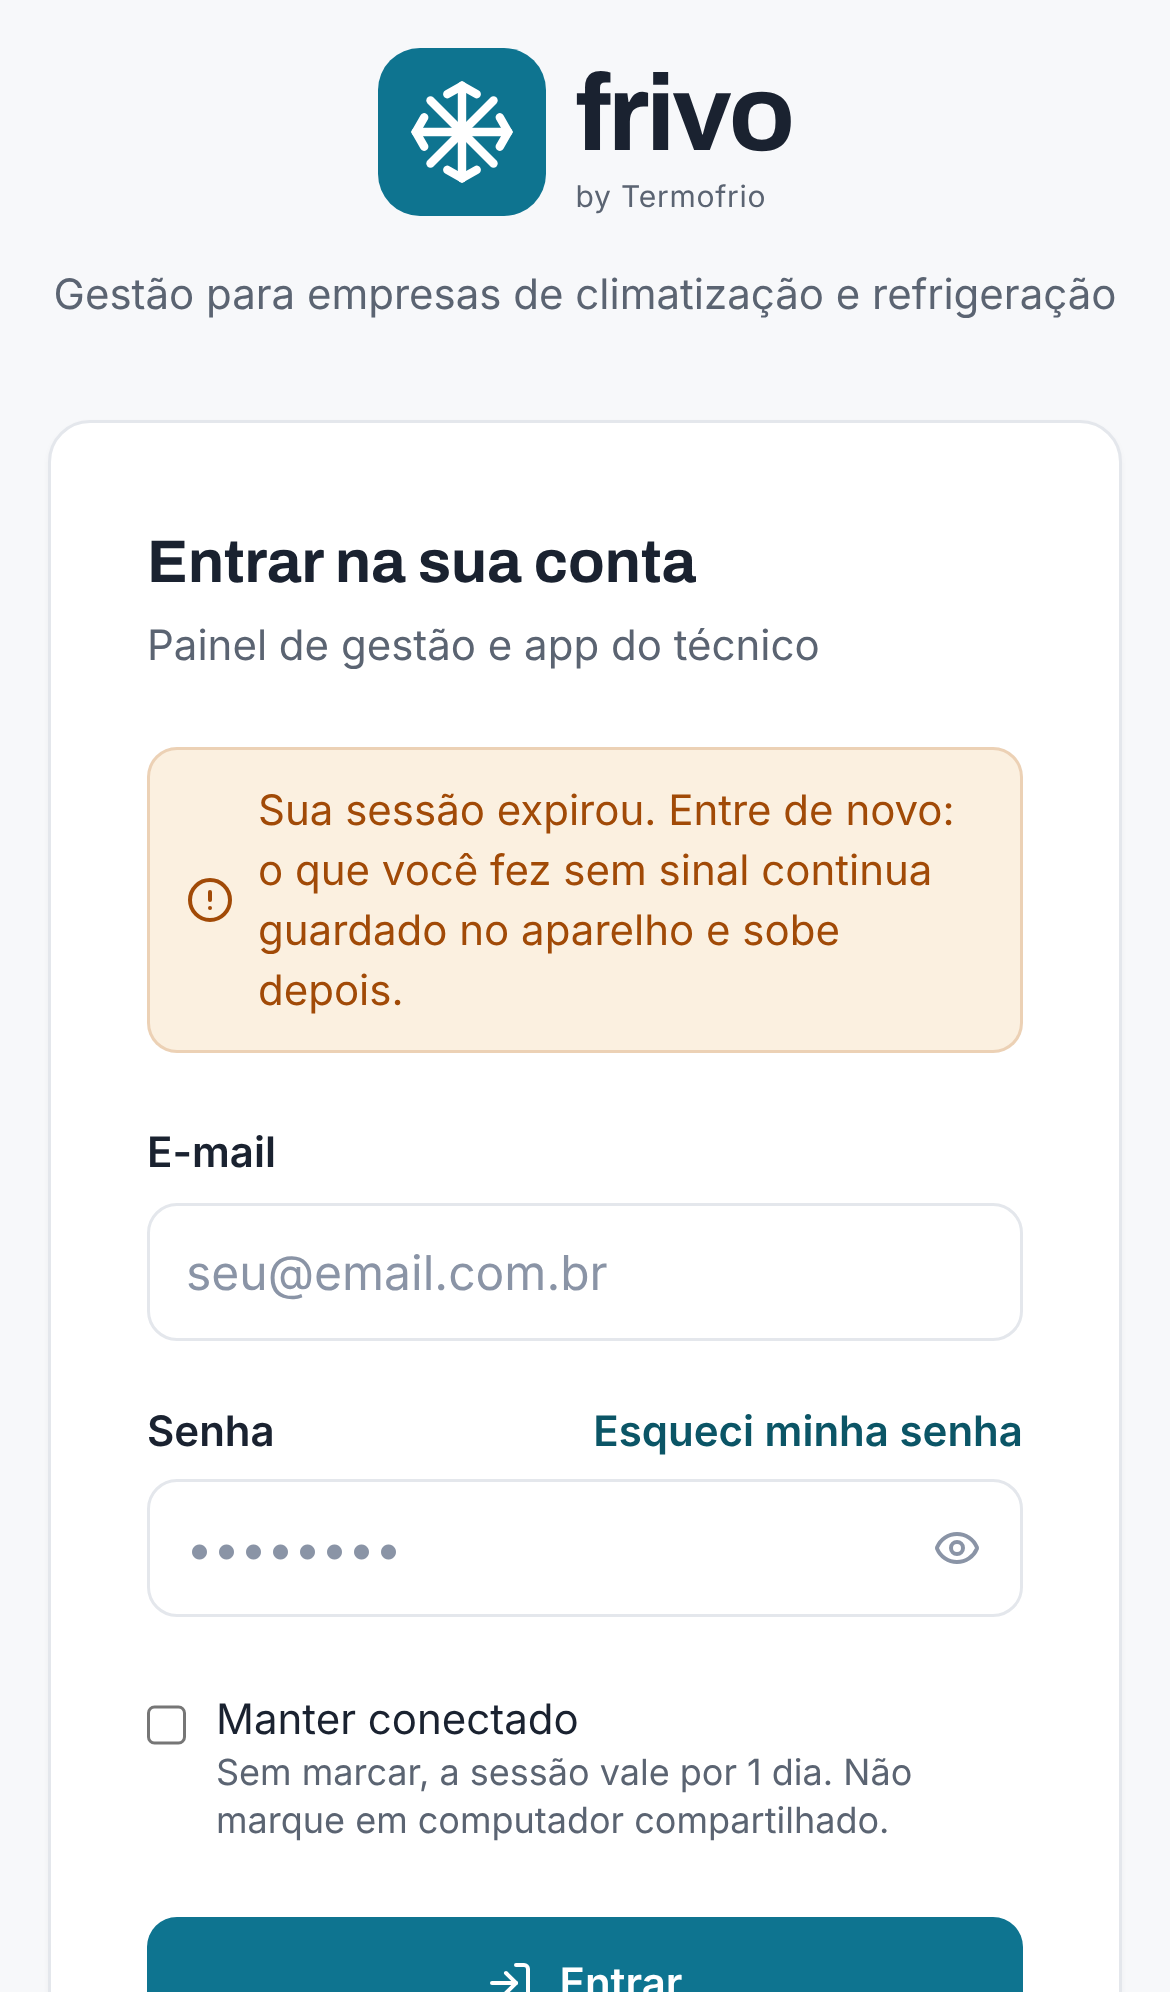 frivo
by Termofrio
Gestão para empresas de climatização e refrigeração
Entrar na sua conta
Painel de gestão e app do técnico
Sua sessão expirou. Entre de novo:
o que você fez sem sinal continua
guardado no aparelho e sobe
depois.
E-mail
seu@email.com.br
Senha
Esqueci minha senha
••••••••
Manter conectado
Sem marcar, a sessão vale por 1 dia. Não
marque em computador compartilhado.
Entrar